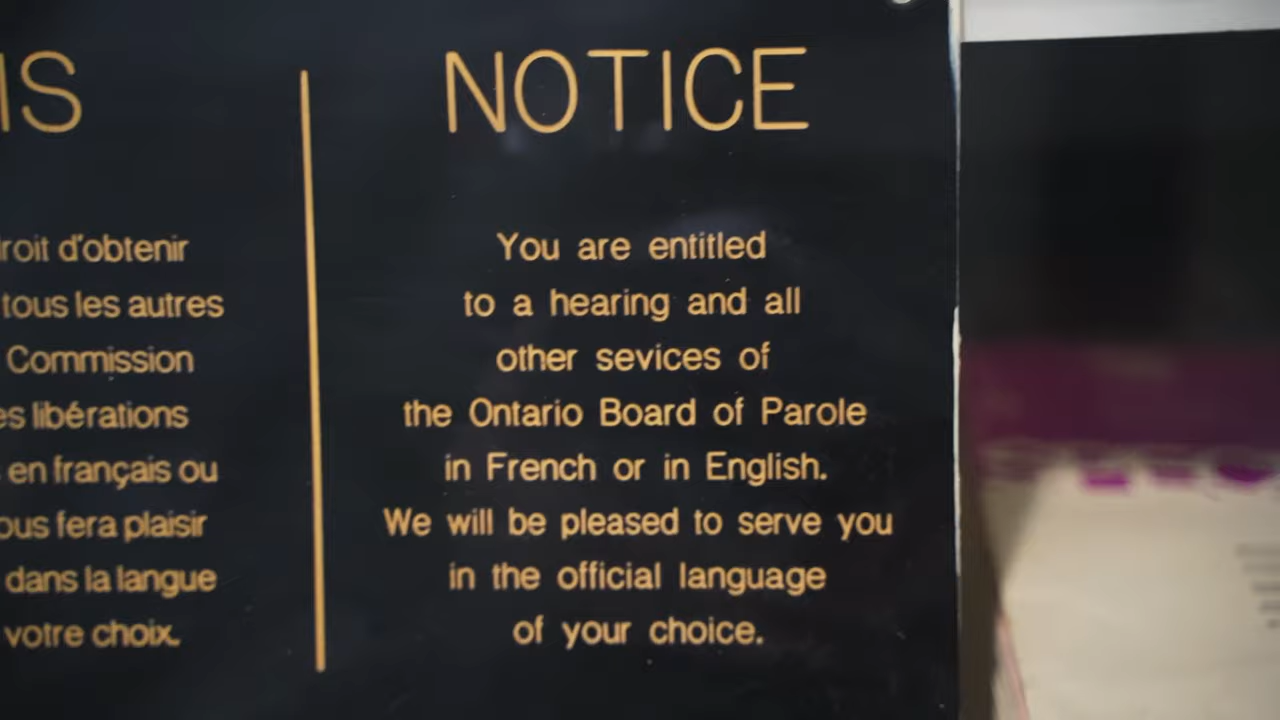 IS
droit d'obtenir
tous les autres
Commission
es libérations
en français ou
ous fera plaisir
dans la langue
votre choix.
NOTICE
You are entitled
to a hearing and all
other sevices of
the Ontario Board of Parole
in French or in English.
We will be pleased to serve you
in the official language
of your choice.